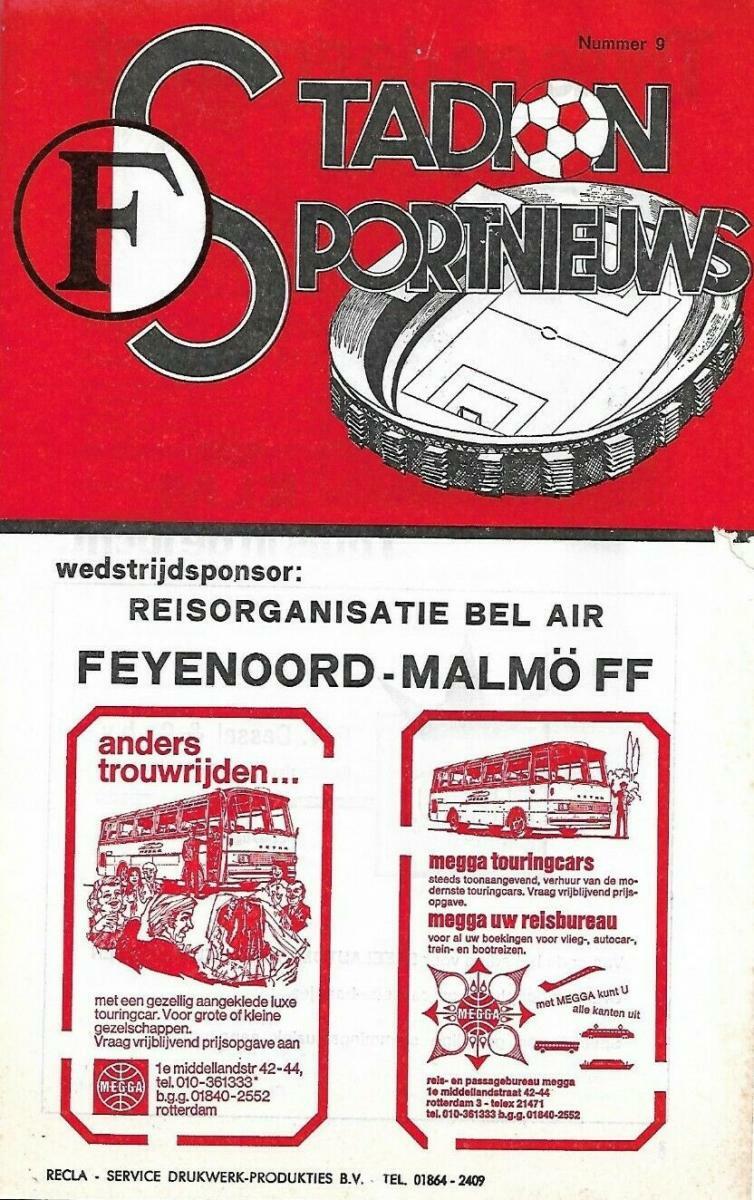 Nummer 9
F
STADION
SPORTNIEUWS
wedstrijdsponsor:
REISORGANISATIE BEL AIR
FEYENOORD-MALMÖ FF
anders
trouwrijden...
met een gezellig aangeklede luxe
touringcar. Voor grote of kleine
gezelschappen.
Vraag vrijblijvend prijsopgave aan
MEGGA
1e middellandstr 42-44,
tel. 010-361333*
b.g.g. 01840-2552
rotterdam
megga touringcars
steeds toonaangevend, verhuur van de mo-
dernste touringcars. Vraag vrijblijvend prijs-
opgave.
megga uw reisbureau
voor al uw boekingen voor vlieg-, autocar-,
trein- en bootreizen.
MEGGA
met MEGGA kunt U
alle kanten uit
reis- en passagebureau megga
1e middellandstraat 42-44
rotterdam 3 - telex 21471
tel. 010-361333 b.g.g. 01840-2552
RECLA - SERVICE DRUKWERK-PRODUKTIES B.V. - TEL. 01864-2409